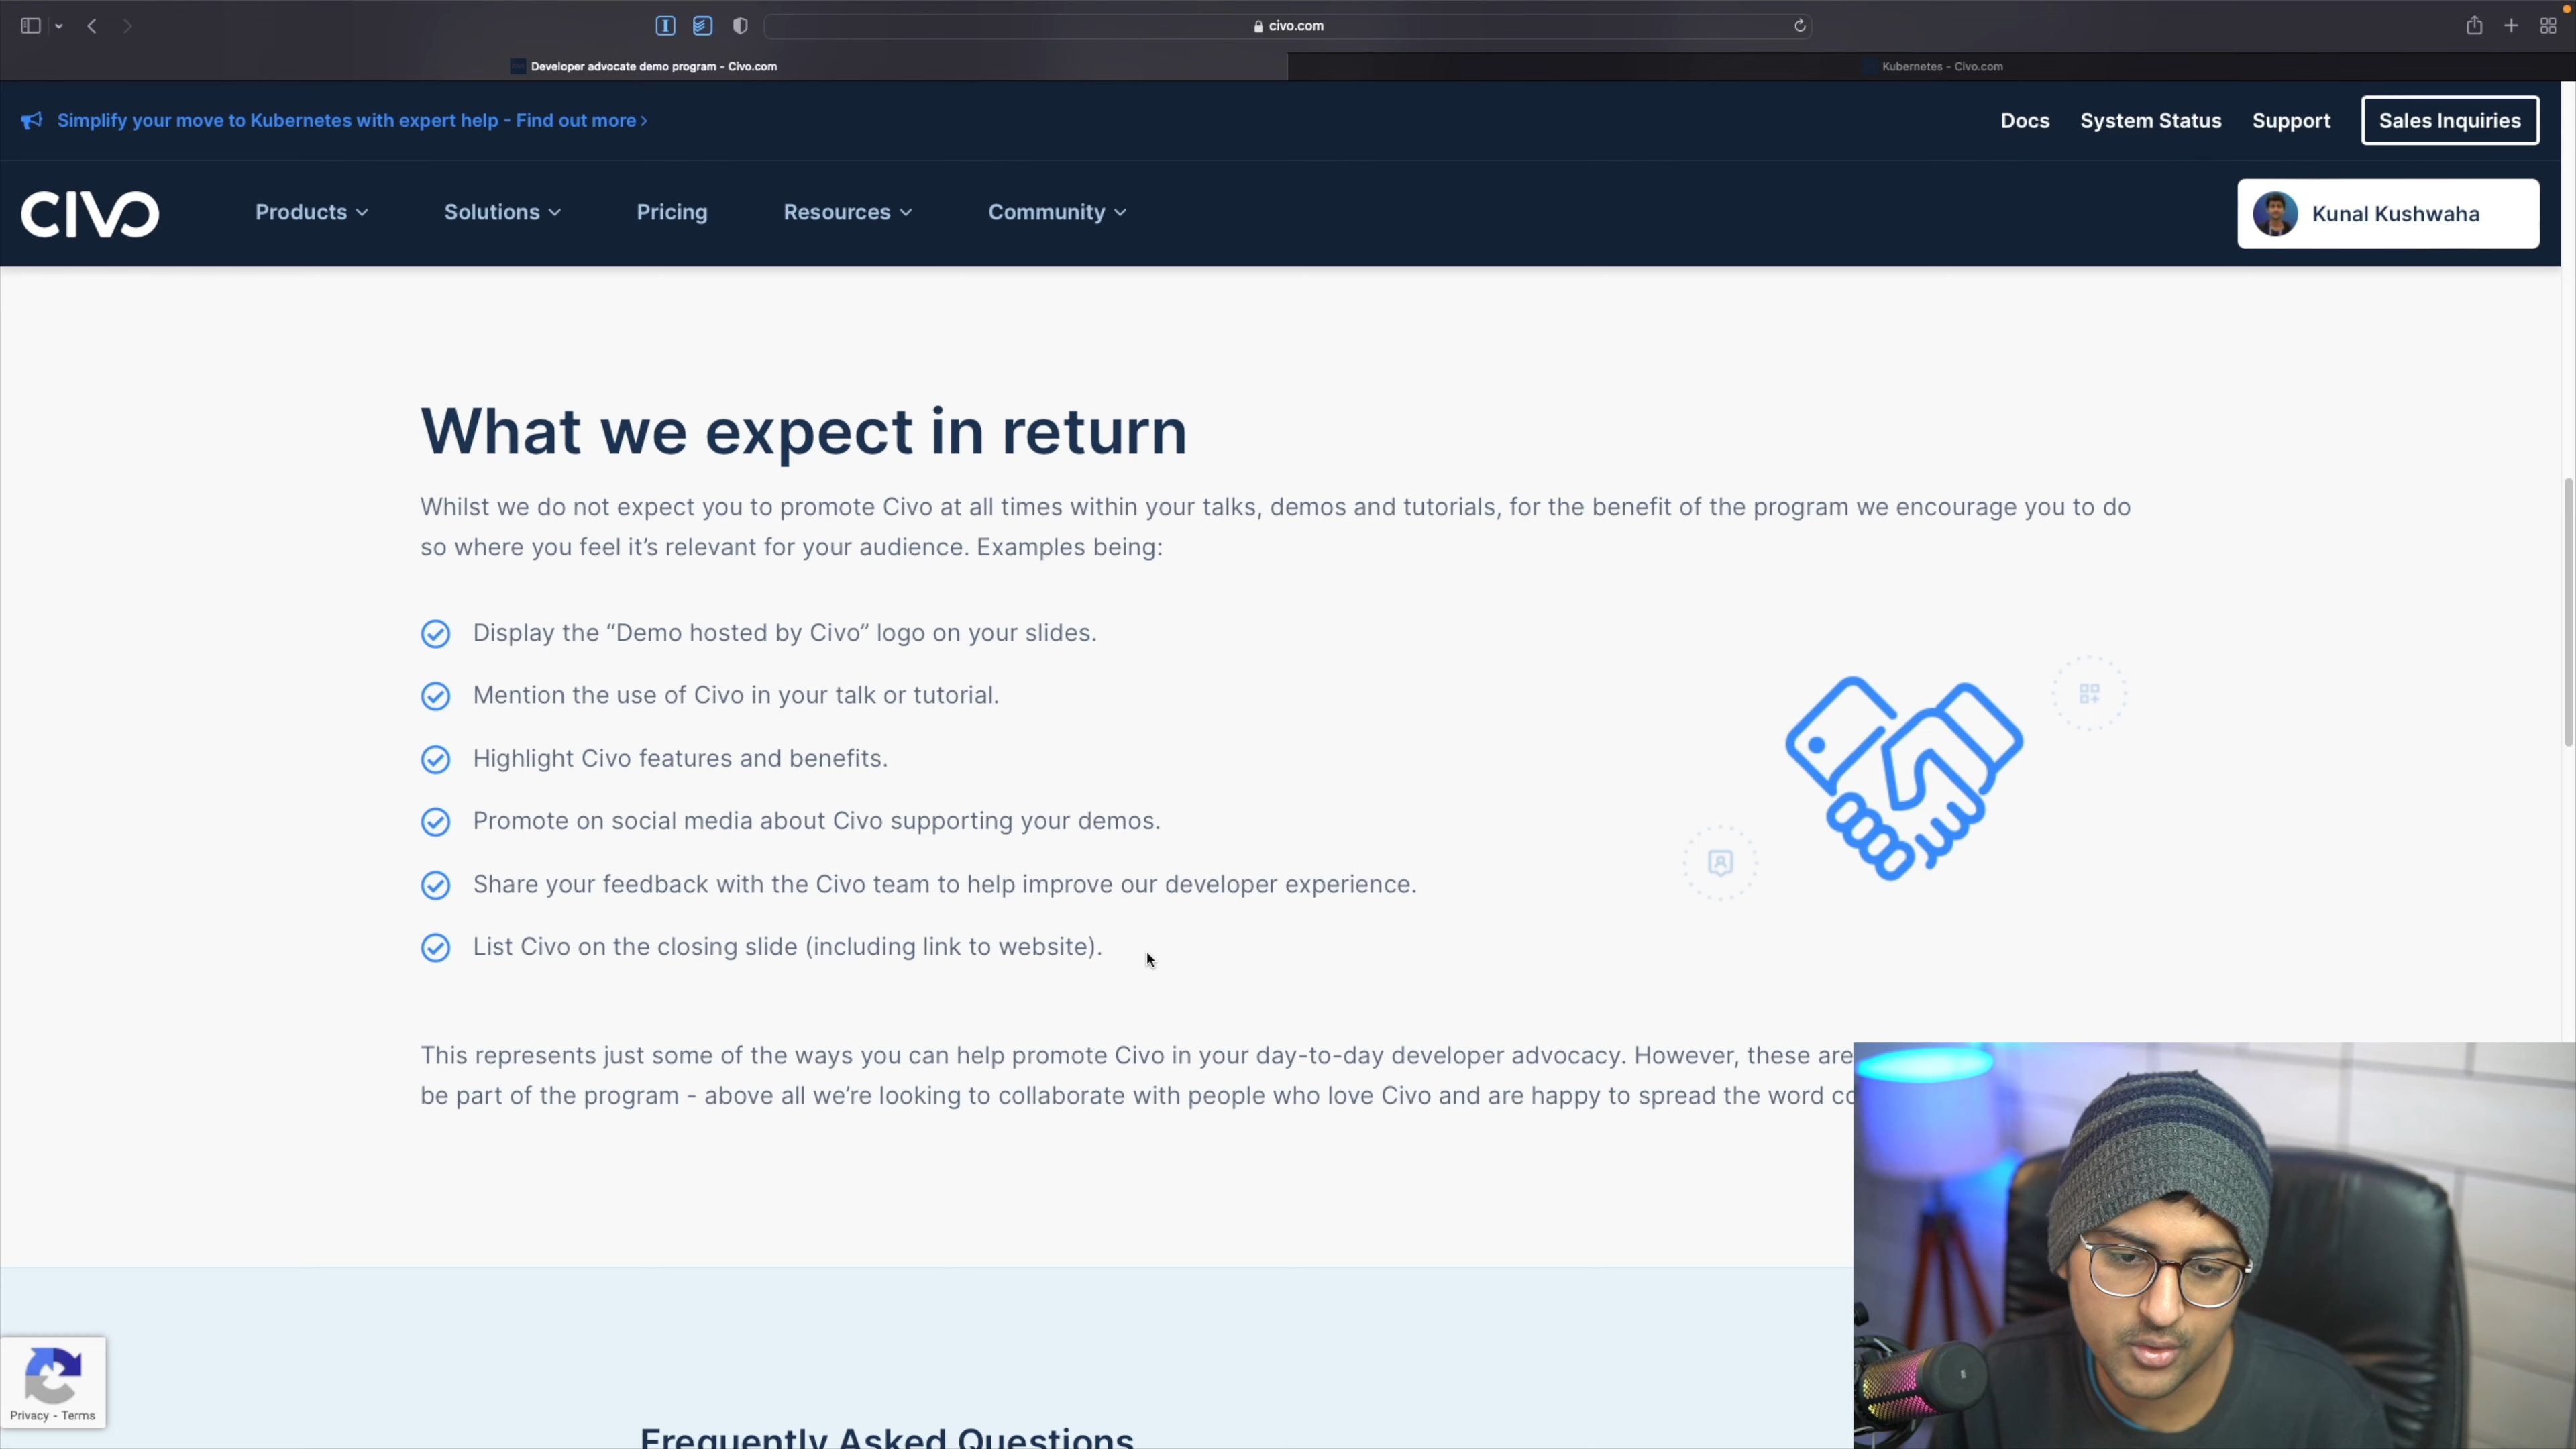 civo.com
Developer advocate demo program - Civo.com
Kubernetes - Civo.com
Simplify your move to Kubernetes with expert help - Find out more >
Docs
System Status
Support
Sales Inquiries
CIVO
Products
Solutions
Pricing
Resources
Community
Kunal Kushwaha
What we expect in return
Whilst we do not expect you to promote Civo at all times within your talks, demos and tutorials, for the benefit of the program we encourage you to do
so where you feel it’s relevant for your audience. Examples being:
Display the “Demo hosted by Civo” logo on your slides.
Mention the use of Civo in your talk or tutorial.
Highlight Civo features and benefits.
Promote on social media about Civo supporting your demos.
Share your feedback with the Civo team to help improve our developer experience.
List Civo on the closing slide (including link to website).
This represents just some of the ways you can help promote Civo in your day-to-day developer advocacy. However, these are
be part of the program - above all we’re looking to collaborate with people who love Civo and are happy to spread the word
Privacy - Terms
Frequently Asked Questions